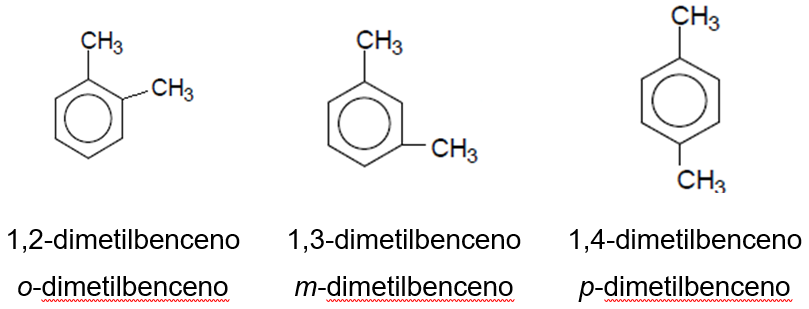 CH₃
CH₃
CH₃
CH₃
CH₃
CH₃
1,2-dimetilbenceno
1,3-dimetilbenceno
1,4-dimetilbenceno
o-dimetilbenceno
m-dimetilbenceno
p-dimetilbenceno